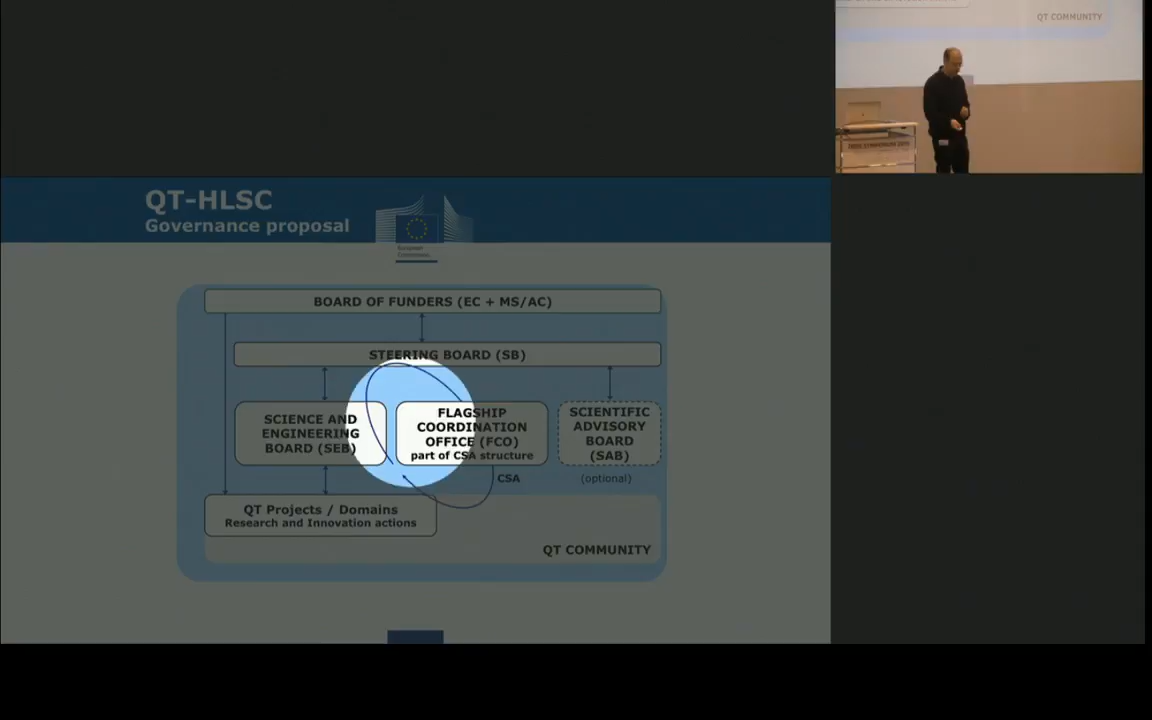 QT COMMUNITY
QT-HLSC
Governance proposal
European
Commission
BOARD OF FUNDERS (EC + MS/AC)
STEERING BOARD (SB)
SCIENCE AND
ENGINEERING
BOARD (SEB)
FLAGSHIP
COORDINATION
OFFICE (FCO)
part of CSA structure
SCIENTIFIC
ADVISORY
BOARD
(SAB)
CSA
(optional)
QT Projects / Domains
Research and Innovation actions
QT COMMUNITY